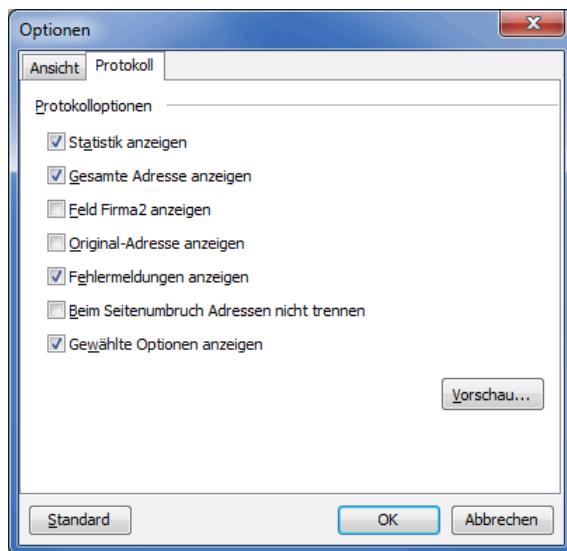 Optionen
Ansicht Protokoll
Protokolloptionen
Statistik anzeigen
Gesamte Adresse anzeigen
Feld Firma2 anzeigen
Original-Adresse anzeigen
Fehlermeldungen anzeigen
Beim Seitenumbruch Adressen nicht trennen
Gewählte Optionen anzeigen
Vorschau...
Standard OK Abbrechen